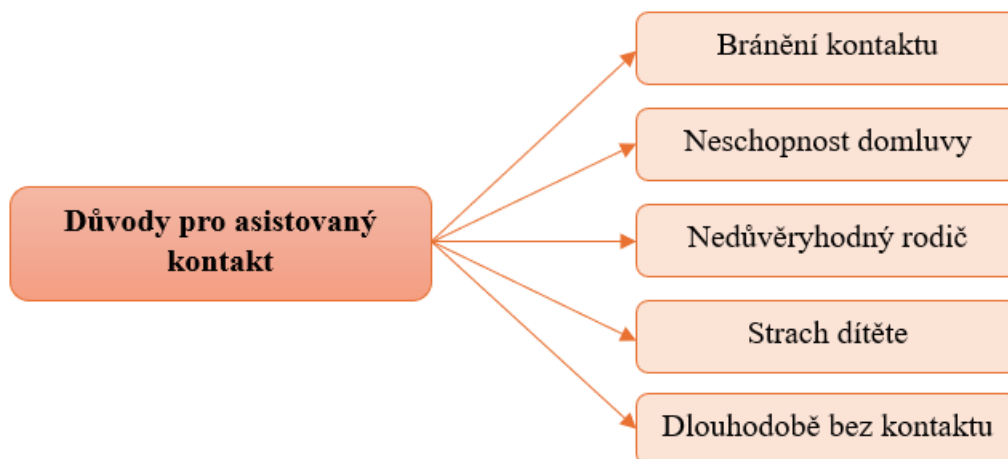 Důvody pro asistovaný
kontakt
Bránění kontaktu
Neschopnost domluvy
Nedůvěryhodný rodič
Strach dítěte
Dlouhodobě bez kontaktu